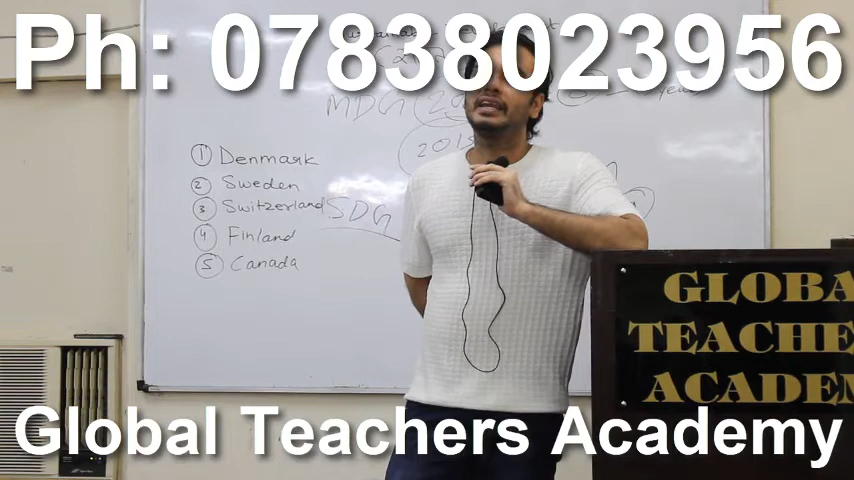 Ph: 07838023956
MDG
2015
① Denmark
② Sweden
③ Switzerland
④ Finland
⑤ Canada
SDG
GLOBA
TEACHE
ACADEM
Global Teachers Academy